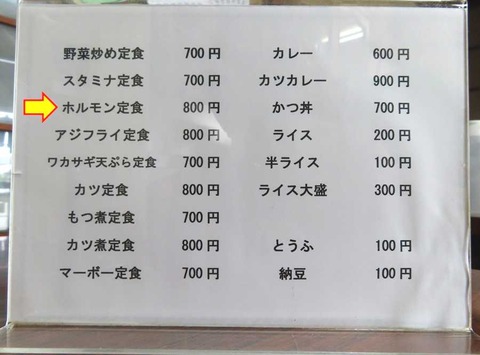 野菜炒め定食 700円 カレー 600円
スタミナ定食 700円 カツカレー 900円
ホルモン定食 800円 かつ丼 700円
アジフライ定食 800円 ライス 200円
ワカサギ天ぷら定食 700円 半ライス 100円
カツ定食 800円 ライス大盛 300円
もつ煮定食 700円
カツ煮定食 800円 とうふ 100円
マーボー定食 700円 納豆 100円